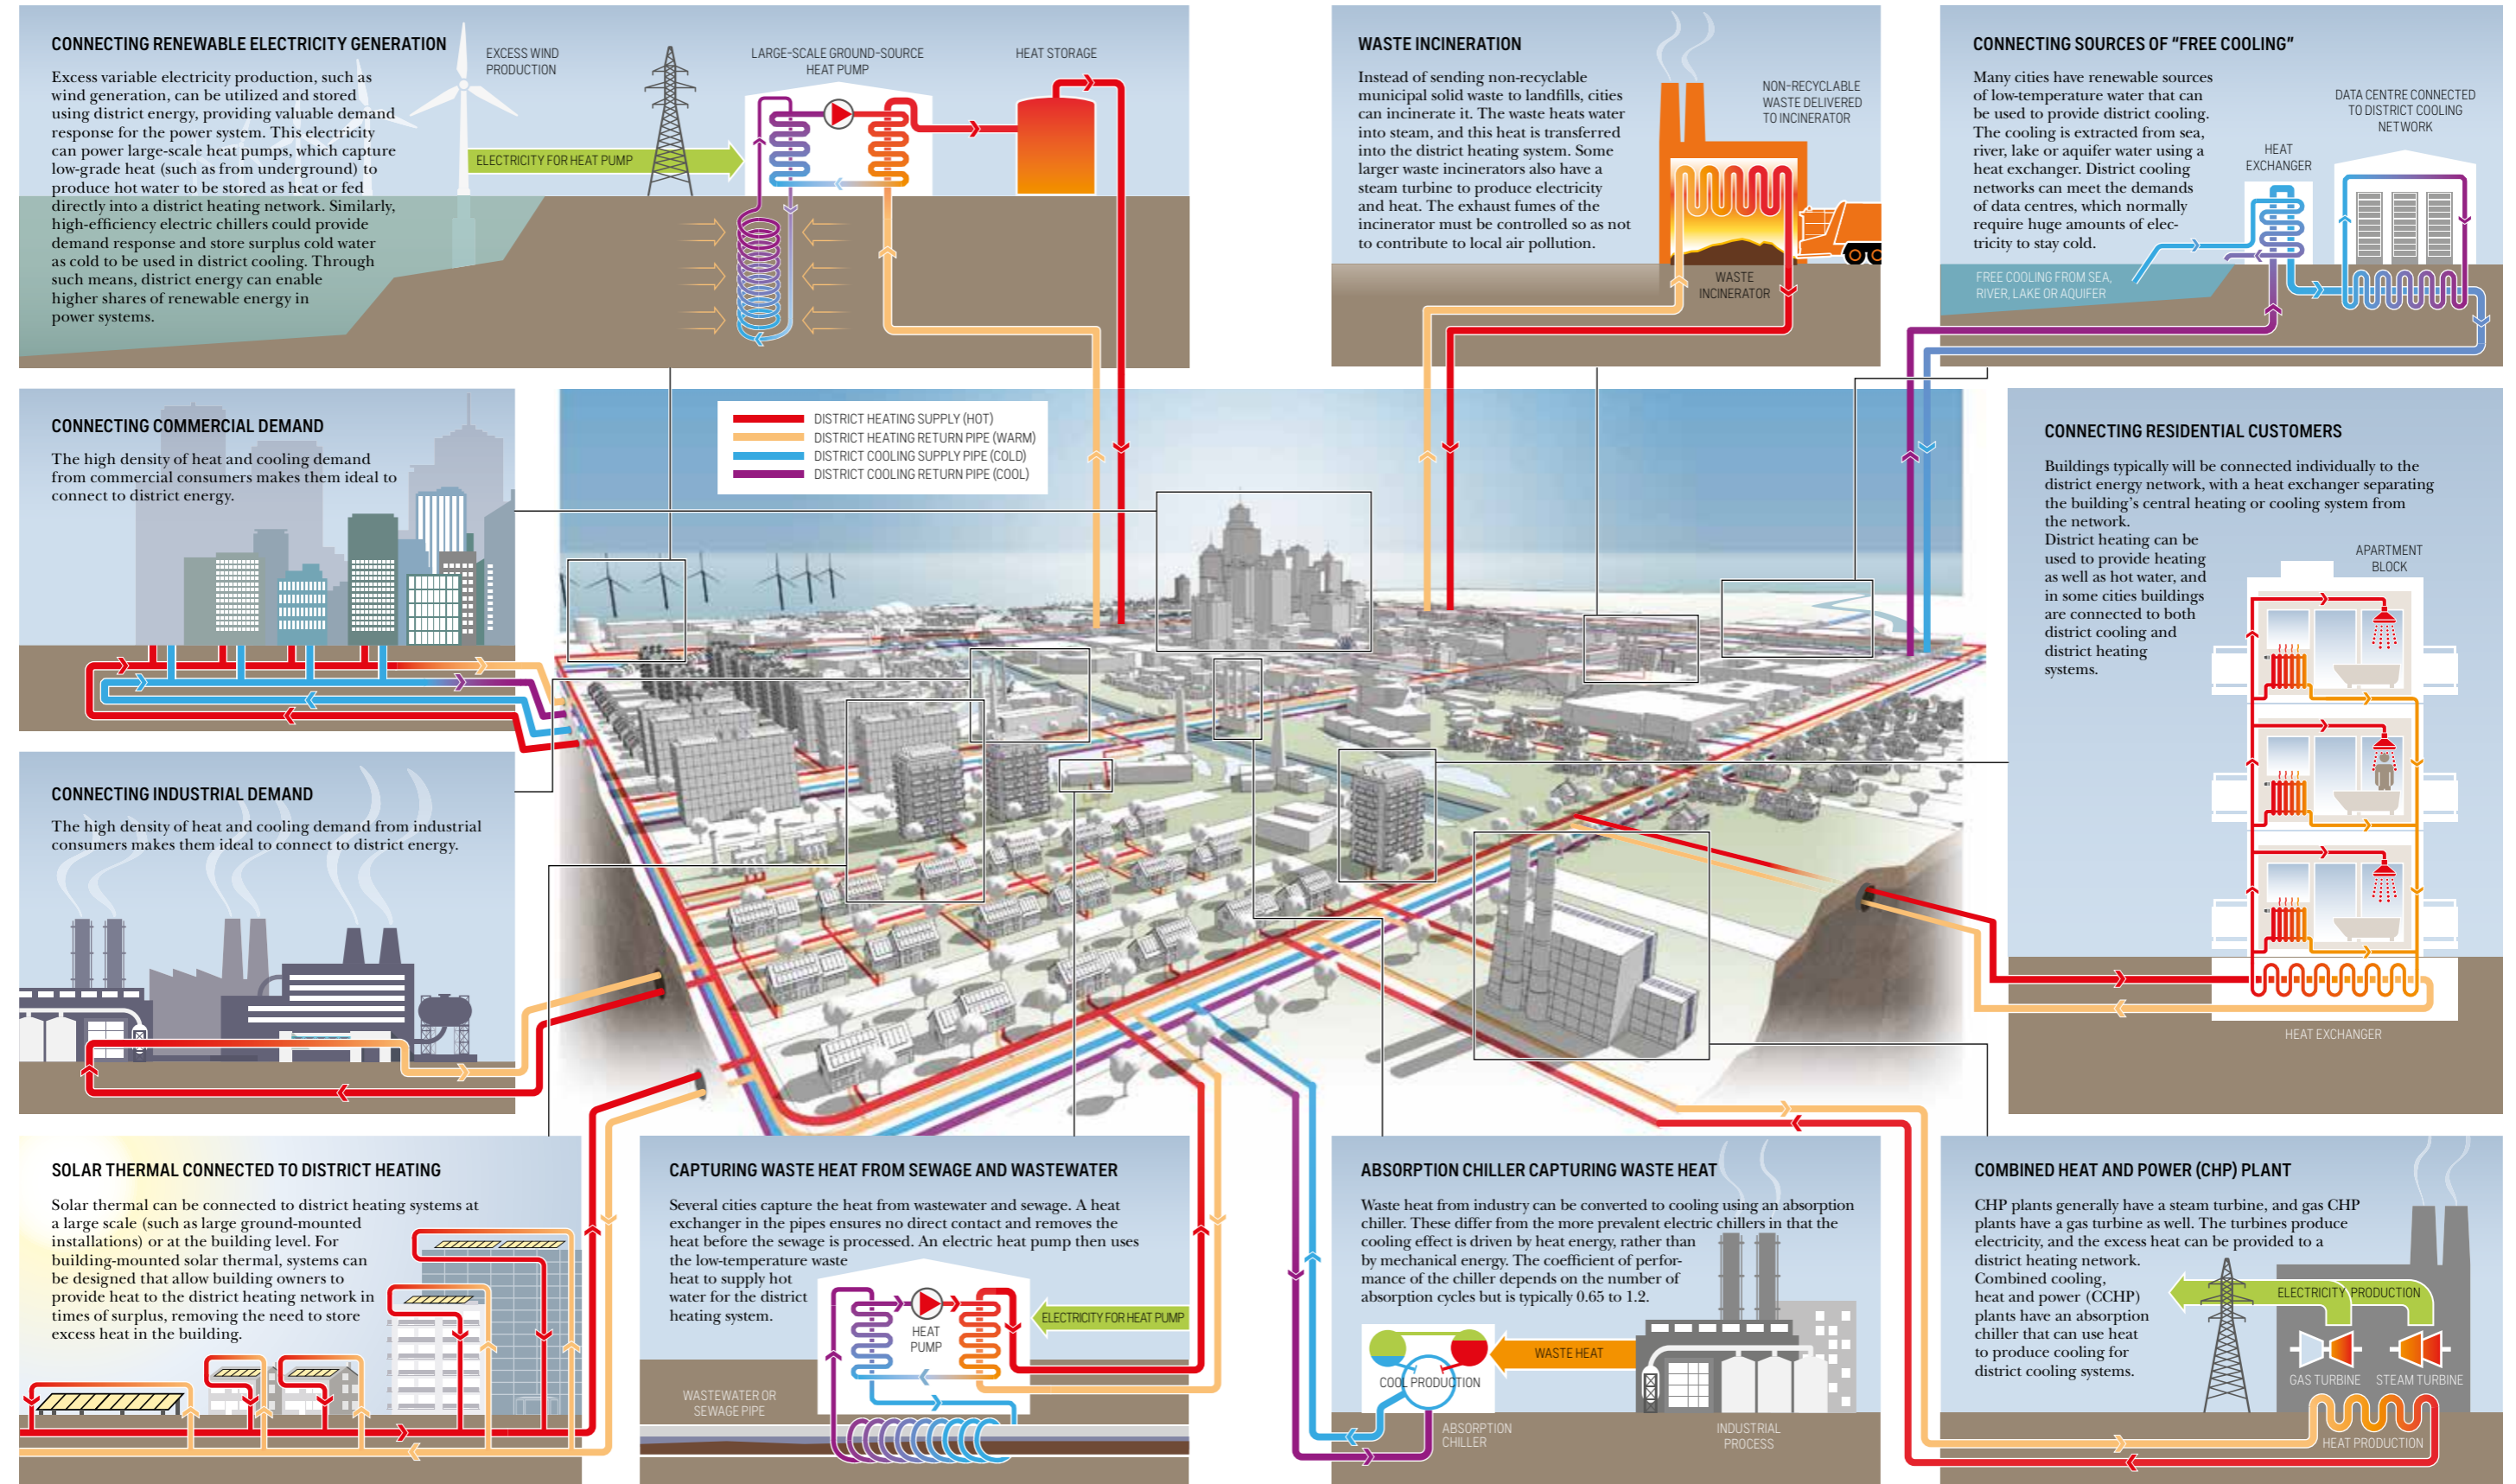 CONNECTING RENEWABLE ELECTRICITY GENERATION
Excess variable electricity production, such as
wind generation, can be utilized and stored
using district energy, providing valuable demand
response for the power system. This electricity
can power large-scale heat pumps, which capture
low-grade heat (such as from underground) to
produce hot water to be stored as heat or fed
directly into a district heating network. Similarly,
high-efficiency electric chillers could provide
demand response and store surplus cold water
as cold to be used in district cooling. Through
such means, district energy can enable
higher shares of renewable energy in
power systems.
EXCESS WIND
PRODUCTION
ELECTRICITY FOR HEAT PUMP
LARGE-SCALE GROUND-SOURCE
HEAT PUMP
HEAT STORAGE
WASTE INCINERATION
Instead of sending non-recyclable
municipal solid waste to landfills, cities
can incinerate it. The waste heats water
into steam, and this heat is transferred
into the district heating system. Some
larger waste incinerators also have a
steam turbine to produce electricity
and heat. The exhaust fumes of the
incinerator must be controlled so as not
to contribute to local air pollution.
NON-RECYCLABLE
WASTE DELIVERED
TO INCINERATOR
WASTE
INCINERATOR
CONNECTING SOURCES OF “FREE COOLING”
Many cities have renewable sources
of low-temperature water that can
be used to provide district cooling.
The cooling is extracted from sea,
river, lake or aquifer water using a
heat exchanger. District cooling
networks can meet the demands
of data centres, which normally
require huge amounts of elec-
tricity to stay cold.
FREE COOLING FROM SEA,
RIVER, LAKE OR AQUIFER
HEAT
EXCHANGER
DATA CENTRE CONNECTED
TO DISTRICT COOLING
NETWORK
CONNECTING COMMERCIAL DEMAND
The high density of heat and cooling demand
from commercial consumers makes them ideal to
connect to district energy.
DISTRICT HEATING SUPPLY (HOT)
DISTRICT HEATING RETURN PIPE (WARM)
DISTRICT COOLING SUPPLY PIPE (COLD)
DISTRICT COOLING RETURN PIPE (COOL)
CONNECTING RESIDENTIAL CUSTOMERS
Buildings typically will be connected individually to the
district energy network, with a heat exchanger separating
the building’s central heating or cooling system from
the network.
District heating can be
used to provide heating
as well as hot water, and
in some cities buildings
are connected to both
district cooling and
district heating
systems.
APARTMENT
BLOCK
HEAT EXCHANGER
CONNECTING INDUSTRIAL DEMAND
The high density of heat and cooling demand from industrial
consumers makes them ideal to connect to district energy.
SOLAR THERMAL CONNECTED TO DISTRICT HEATING
Solar thermal can be connected to district heating systems at
a large scale (such as large ground-mounted
installations) or at the building level. For
building-mounted solar thermal, systems can
be designed that allow building owners to
provide heat to the district heating network in
times of surplus, removing the need to store
excess heat in the building.
CAPTURING WASTE HEAT FROM SEWAGE AND WASTEWATER
Several cities capture the heat from wastewater and sewage. A heat
exchanger in the pipes ensures no direct contact and removes the
heat before the sewage is processed. An electric heat pump then uses
the low-temperature waste
heat to supply hot
water for the district
heating system.
HEAT
PUMP
ELECTRICITY FOR HEAT PUMP
WASTEWATER OR
SEWAGE PIPE
ABSORPTION CHILLER CAPTURING WASTE HEAT
Waste heat from industry can be converted to cooling using an absorption
chiller. These differ from the more prevalent electric chillers in that the
cooling effect is driven by heat energy, rather than
by mechanical energy. The coefficient of perfor-
mance of the chiller depends on the number of
absorption cycles but is typically 0.65 to 1.2.
WASTE HEAT
COOL PRODUCTION
ABSORPTION
CHILLER
INDUSTRIAL
PROCESS
COMBINED HEAT AND POWER (CHP) PLANT
CHP plants generally have a steam turbine, and gas CHP
plants have a gas turbine as well. The turbines produce
electricity, and the excess heat can be provided to a
district heating network.
Combined cooling,
heat and power (CCHP)
plants have an absorption
chiller that can use heat
to produce cooling for
district cooling systems.
ELECTRICITY PRODUCTION
GAS TURBINE
STEAM TURBINE
HEAT PRODUCTION